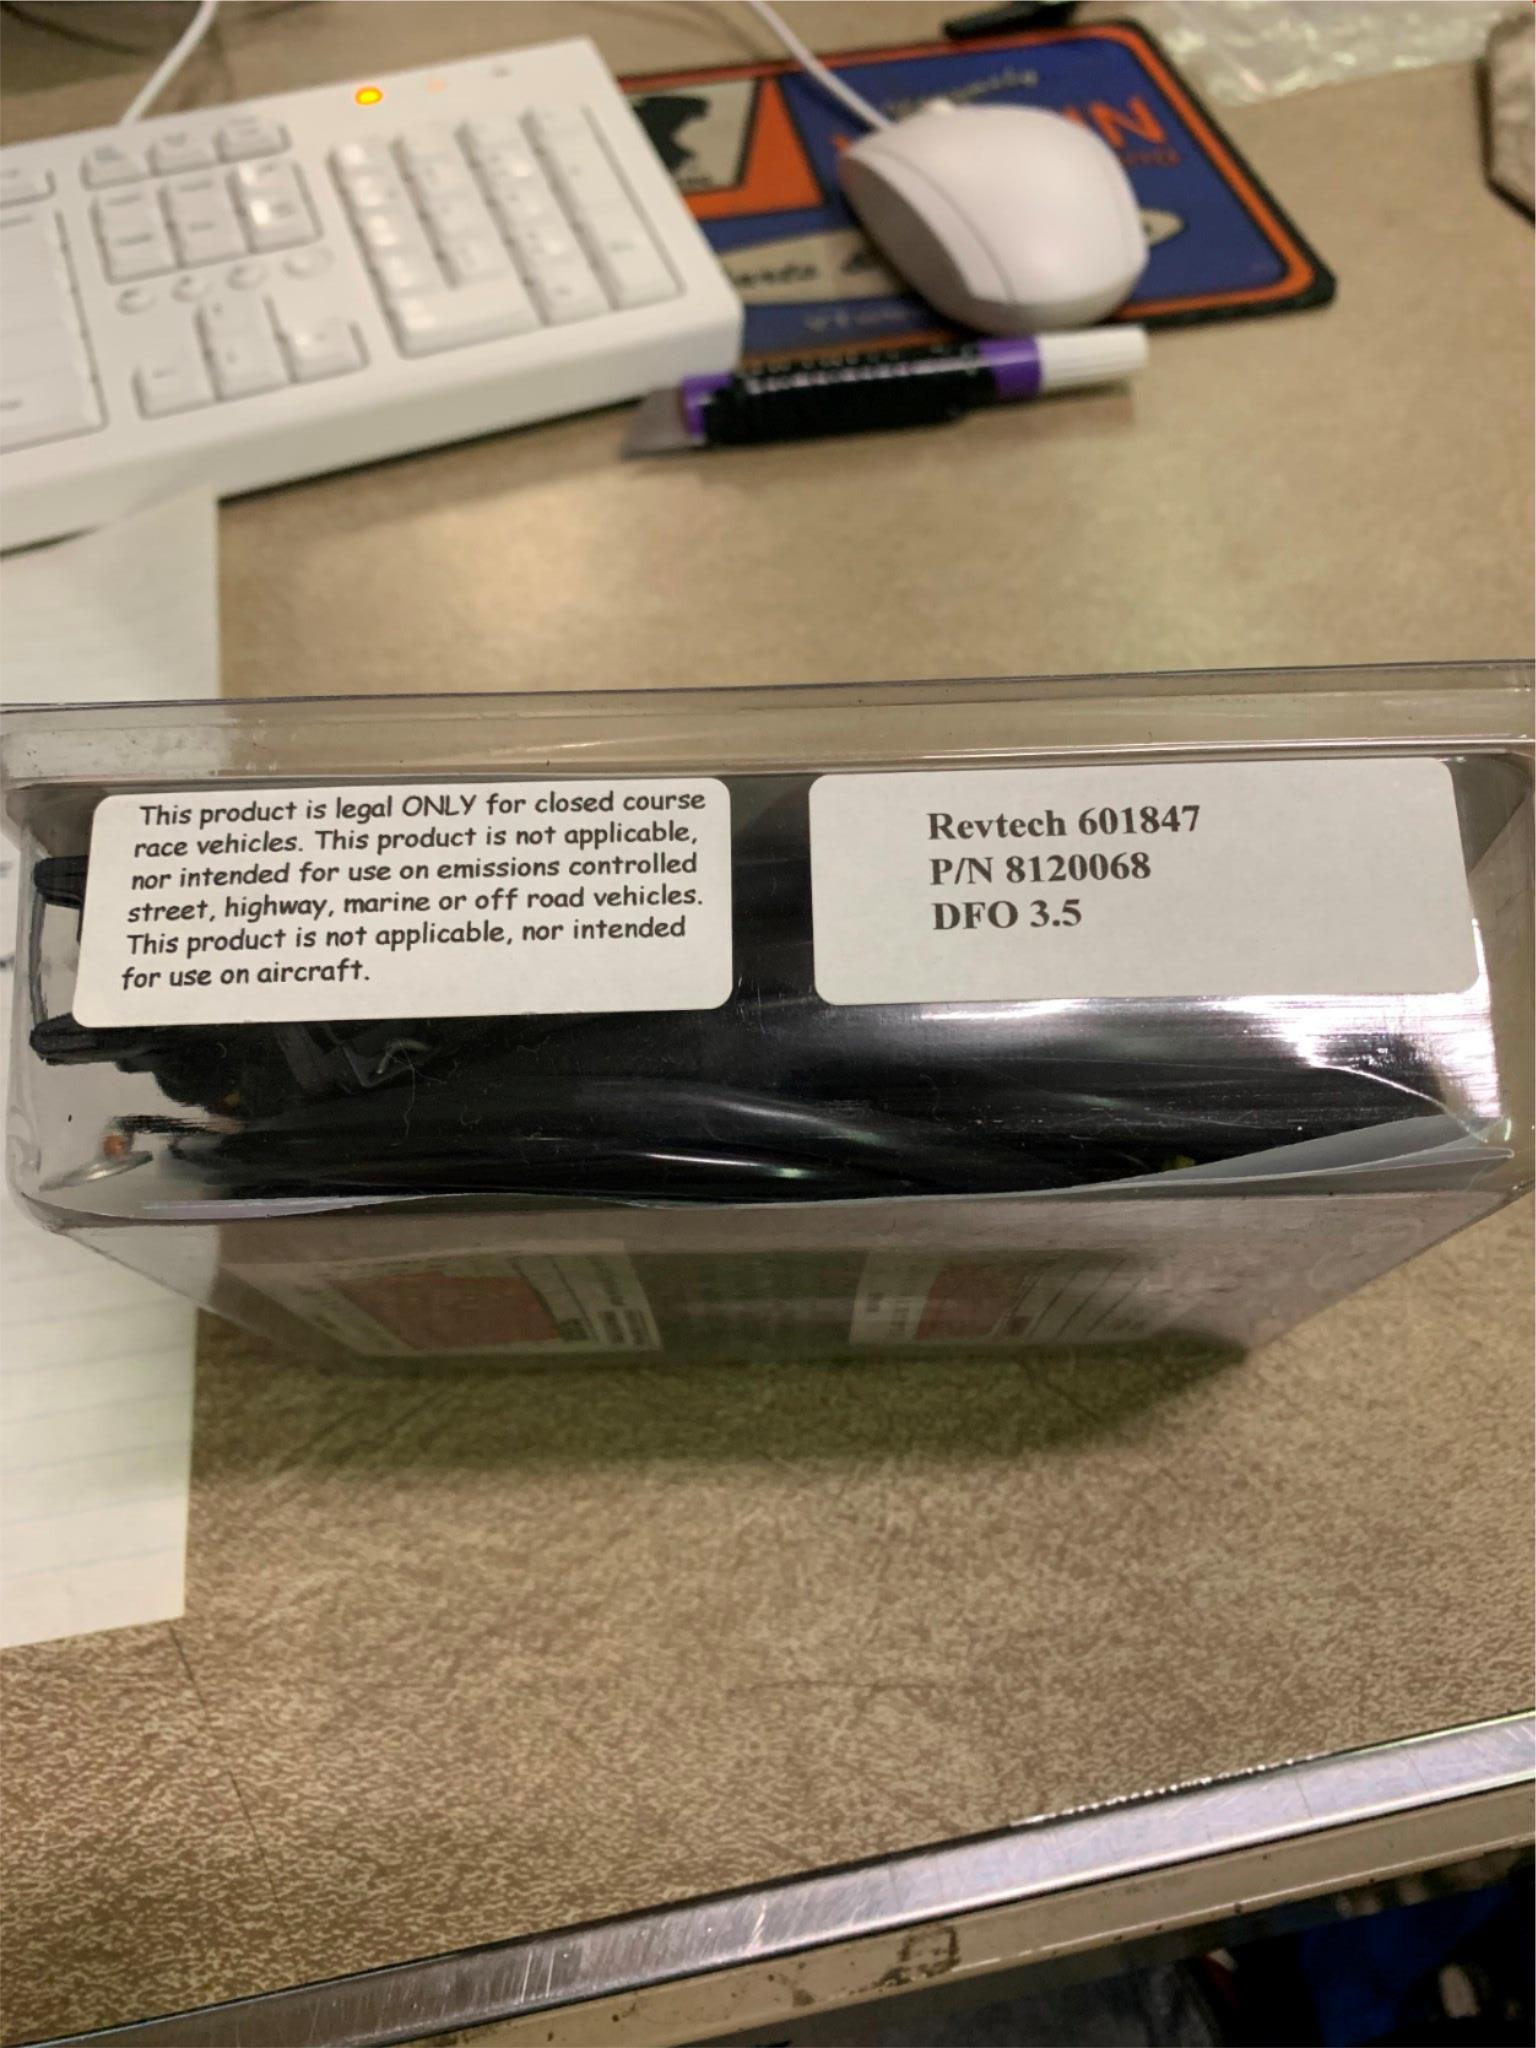 This product is legal ONLY for closed course
race vehicles. This product is not applicable,
nor intended for use on emissions controlled
street, highway, marine or off road vehicles.
This product is not applicable, nor intended
for use on aircraft.
Revtech 601847
P/N 8120068
DFO 3.5